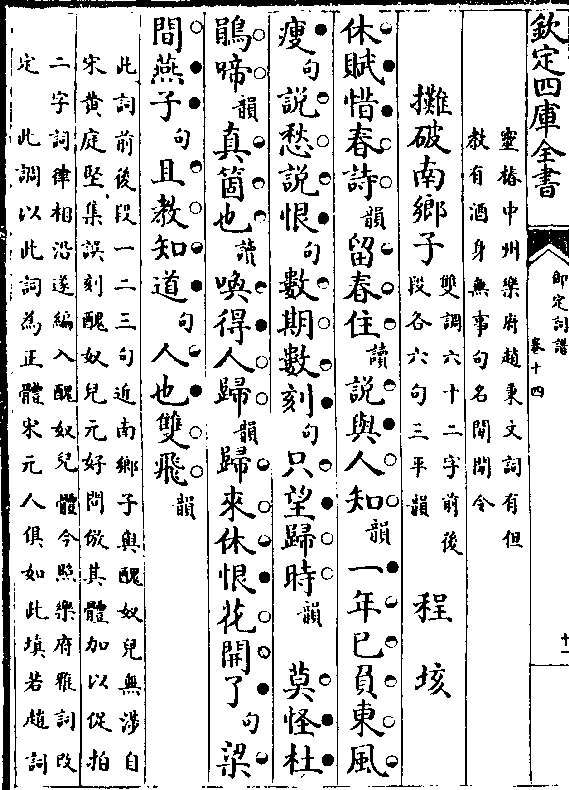 欽定四庫全書
御定詞譜
卷十四
十一
靈椿中州樂府趙秉文詞有但
教有酒身無事句名閒閒令
攤破南鄉子 雙調六十二字前後
段各六句三平韻 程垓
休賦惜春詩韻留春住讀說與人知韻一年已負東風
瘦句說愁說恨句數期數刻句只望歸時韻 莫怪杜
鵑啼韻真箇也讀喚得人歸韻歸來休恨花開了句梁
間燕子句且教知道句人也雙飛韻
此詞前後段一二三句近南鄉子與醜奴兒無涉自
宋黄庭堅集誤刻醜奴兒元好問倣其體加以促拍
二字詞律相沿遂編入醜奴兒體今照樂府雅詞改
定 此調以此詞為正體宋元人俱如此填若趙詞